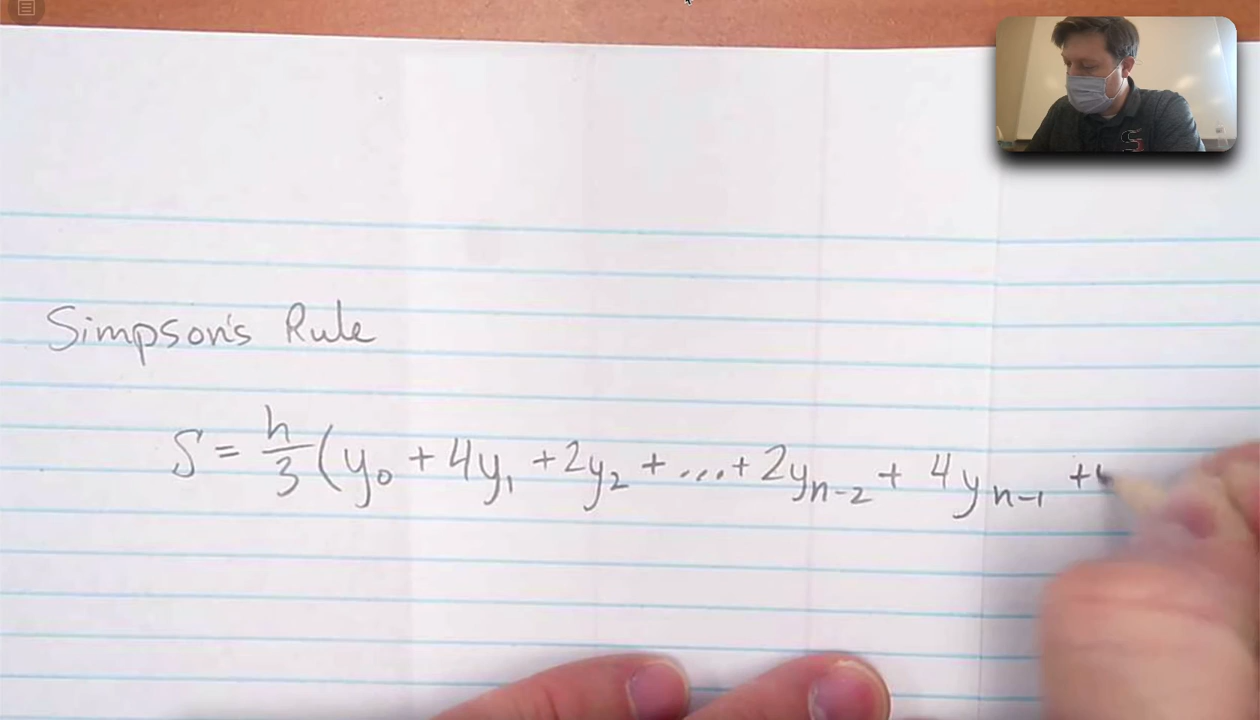 Simpson's Rule
S = h/3 (y₀ + 4y₁ + 2y₂ + ... + 2yₙ₋₂ + 4yₙ₋₁ +